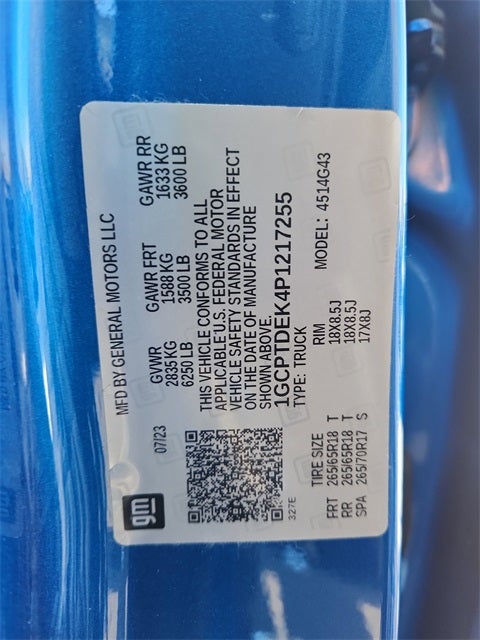 MFD BY GENERAL MOTORS LLC
gm
07/23
GVWR GAWR FRT GAWR RR
2835KG 1588KG 1633KG
6250 LB 3500 LB 3600 LB
THIS VEHICLE CONFORMS TO ALL
APPLICABLE U.S. FEDERAL MOTOR
VEHICLE SAFETY STANDARDS IN EFFECT
ON THE DATE OF MANUFACTURE
SHOWN ABOVE.
1GCPTDEK4P1217255
TYPE: TRUCK MODEL: 4514G43
327E
TIRE SIZE RIM
FRT 265/65R18 T 18X8.5J
RR 265/65R18 T 18X8.5J
SPA 265/70R17 S 17X8J